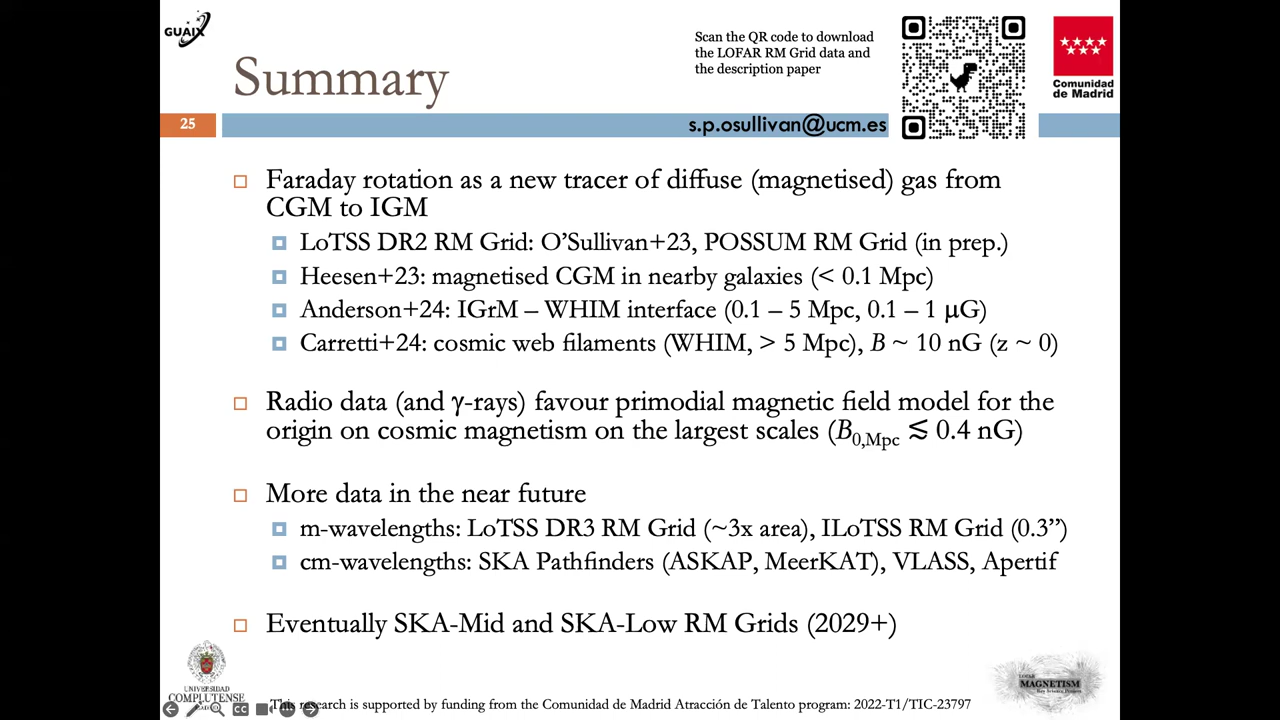 GUAIX
Scan the QR code to download
the LOFAR RM Grid data and
the description paper
Summary
Comunidad
de Madrid
25
s.p.osullivan@ucm.es
Faraday rotation as a new tracer of diffuse (magnetised) gas from
CGM to IGM
LoTSS DR2 RM Grid: O’Sullivan+23, POSSUM RM Grid (in prep.)
Heesen+23: magnetised CGM in nearby galaxies (< 0.1 Mpc)
Anderson+24: IGrM – WHIM interface (0.1 – 5 Mpc, 0.1 – 1 μG)
Carretti+24: cosmic web filaments (WHIM, > 5 Mpc), B ~ 10 nG (z ~ 0)
Radio data (and γ-rays) favour primodial magnetic field model for the
origin on cosmic magnetism on the largest scales (B0,Mpc ≲ 0.4 nG)
More data in the near future
m-wavelengths: LoTSS DR3 RM Grid (~3x area), ILoTSS RM Grid (0.3”)
cm-wavelengths: SKA Pathfinders (ASKAP, MeerKAT), VLASS, Apertif
Eventually SKA-Mid and SKA-Low RM Grids (2029+)
UNIVERSIDAD
COMPLUTENSE
MAGNETISM
This research is supported by funding from the Comunidad de Madrid Atracción de Talento program: 2022-T1/TIC-23797